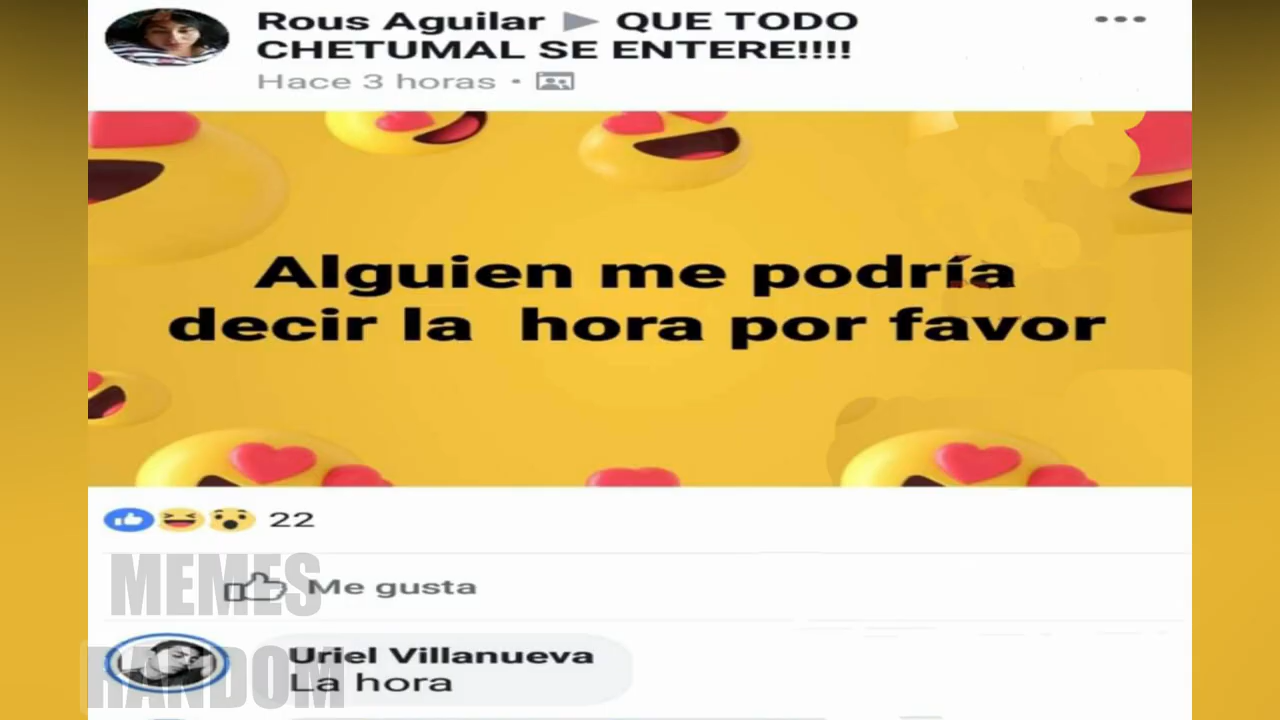 Rous Aguilar ▶ QUE TODO
CHETUMAL SE ENTERE!!!!
Hace 3 horas •
Alguien me podría
decir la hora por favor
22
Me gusta
MEMES
Uriel Villanueva
La hora
RANDOM